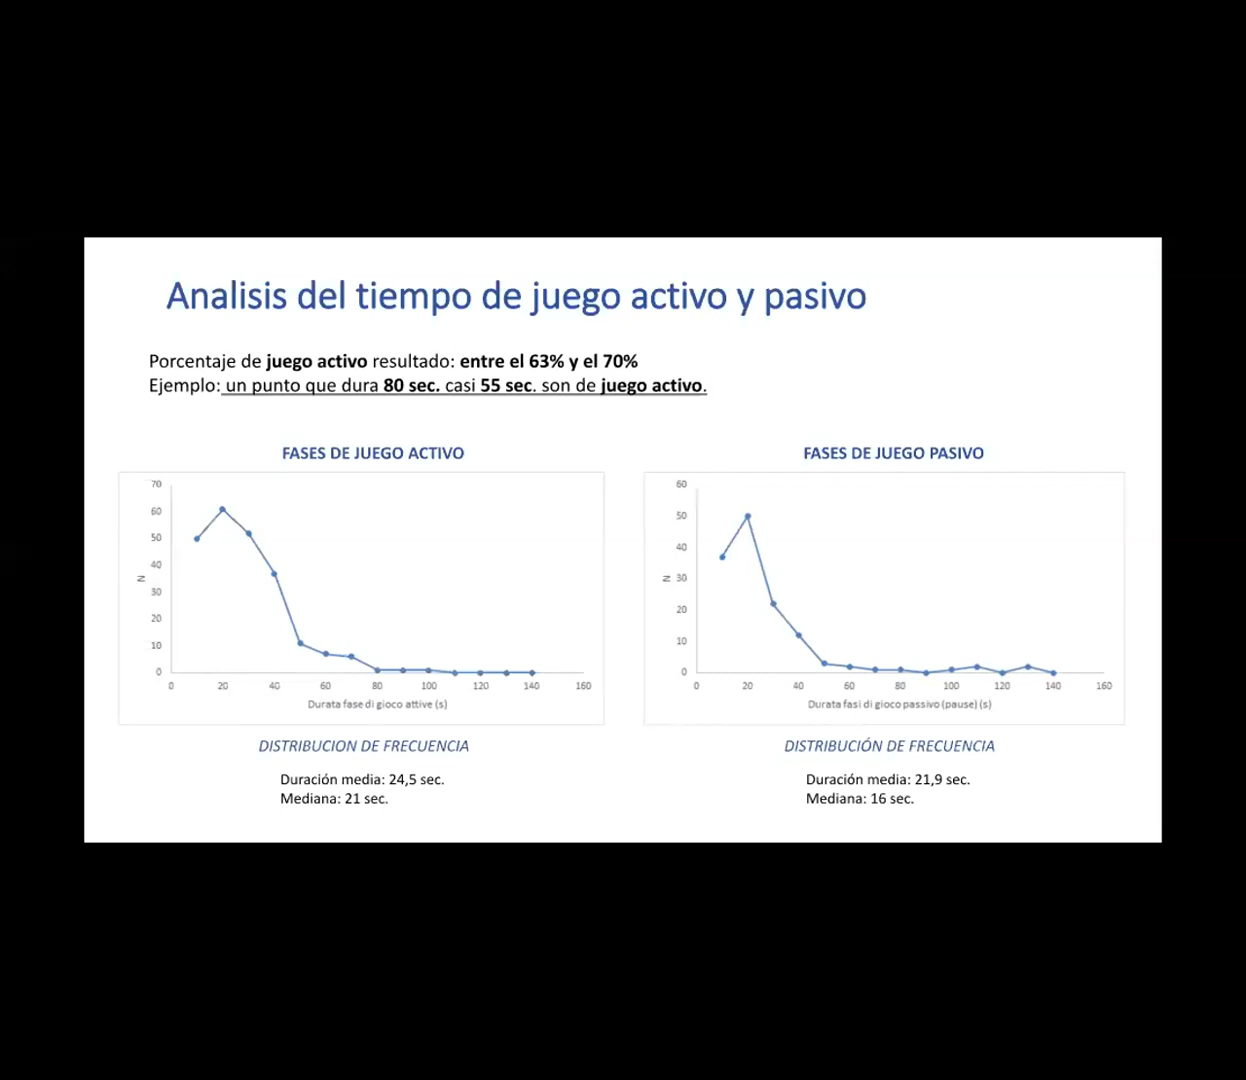 Analisis del tiempo de juego activo y pasivo
Porcentaje de juego activo resultado: entre el 63% y el 70%
Ejemplo: un punto que dura 80 sec. casi 55 sec. son de juego activo.
FASES DE JUEGO ACTIVO
70
60
50
40
30
20
10
0
N
0 20 40 60 80 100 120 140 160
Durata fase di gioco attive (s)
DISTRIBUCION DE FRECUENCIA
Duración media: 24,5 sec.
Mediana: 21 sec.
FASES DE JUEGO PASIVO
60
50
40
30
20
10
0
N
0 20 40 60 80 100 120 140 160
Durata fasi di gioco passivo (pause) (s)
DISTRIBUCIÓN DE FRECUENCIA
Duración media: 21,9 sec.
Mediana: 16 sec.